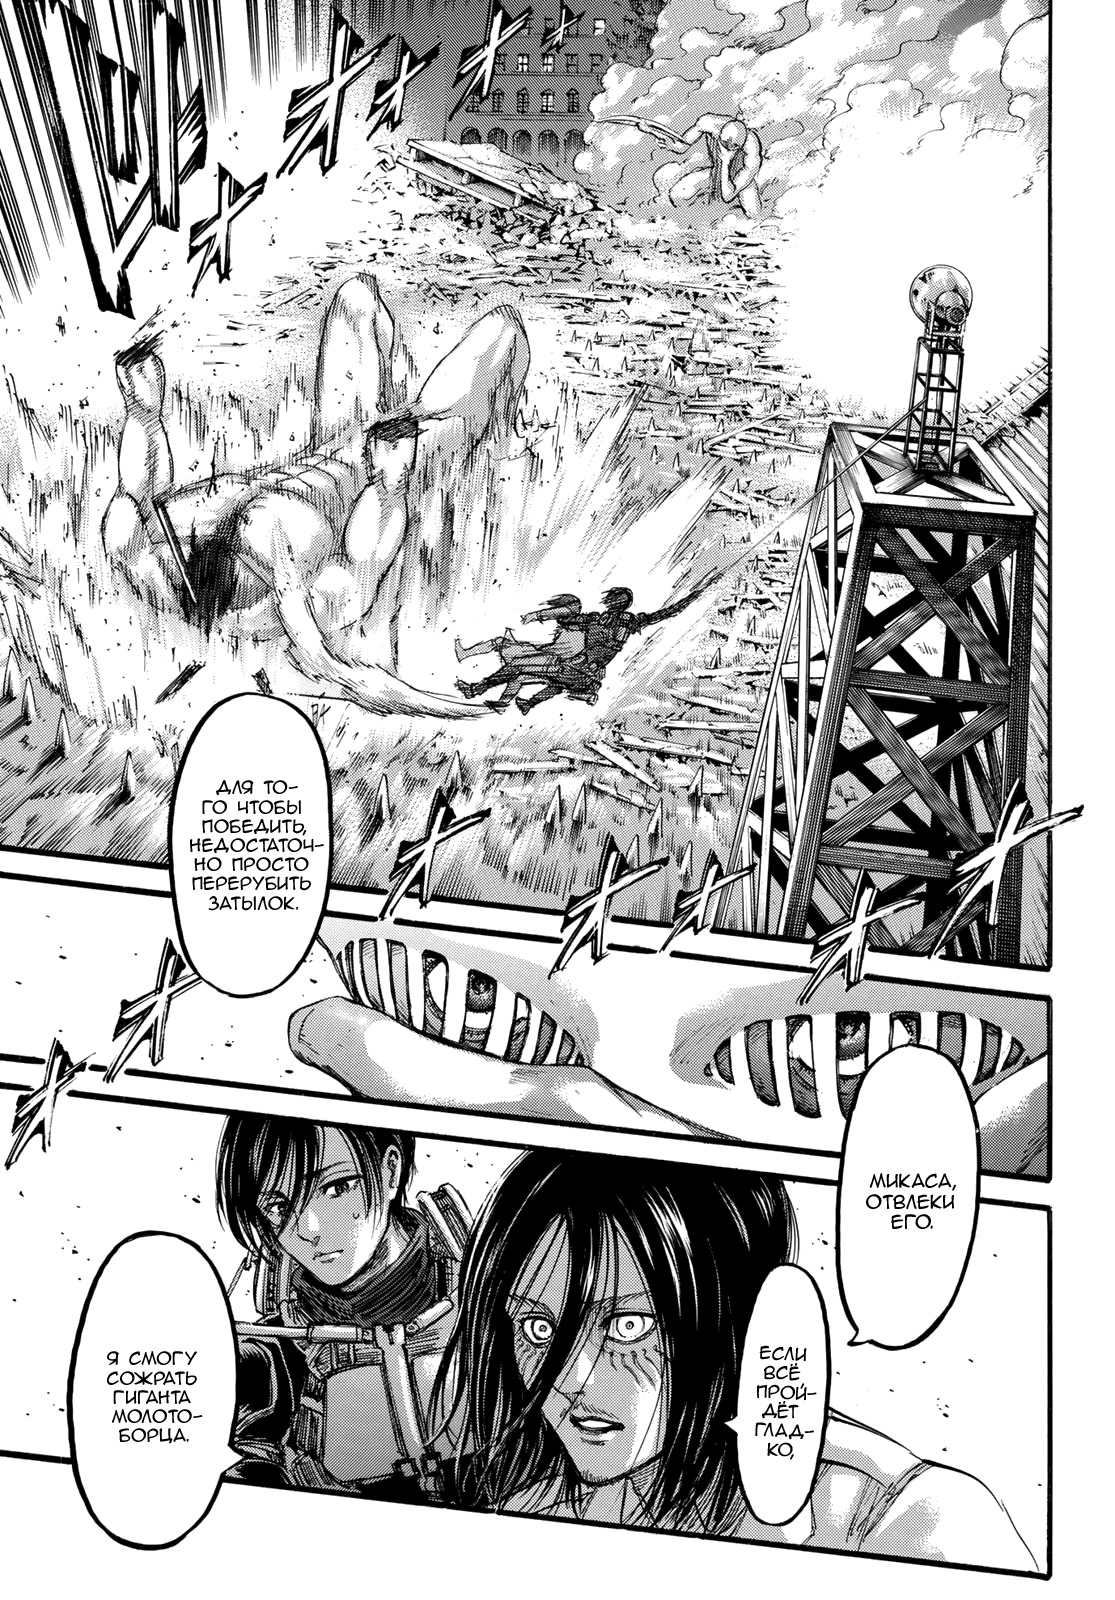 ДЛЯ ТО-
ГО ЧТОБЫ
ПОБЕДИТЬ,
НЕДОСТАТОЧ-
НО ПРОСТО
ПЕРЕРУБИТЬ
ЗАТЫЛОК.
МИКАСА,
ОТВЛЕКИ
ЕГО.
ЕСЛИ
ВСЁ
ПРОЙ-
ДЁТ
ГЛАД-
КО,
Я СМОГУ
СОЖРАТЬ
ГИГАНТА
МОЛОТО-
БОРЦА.